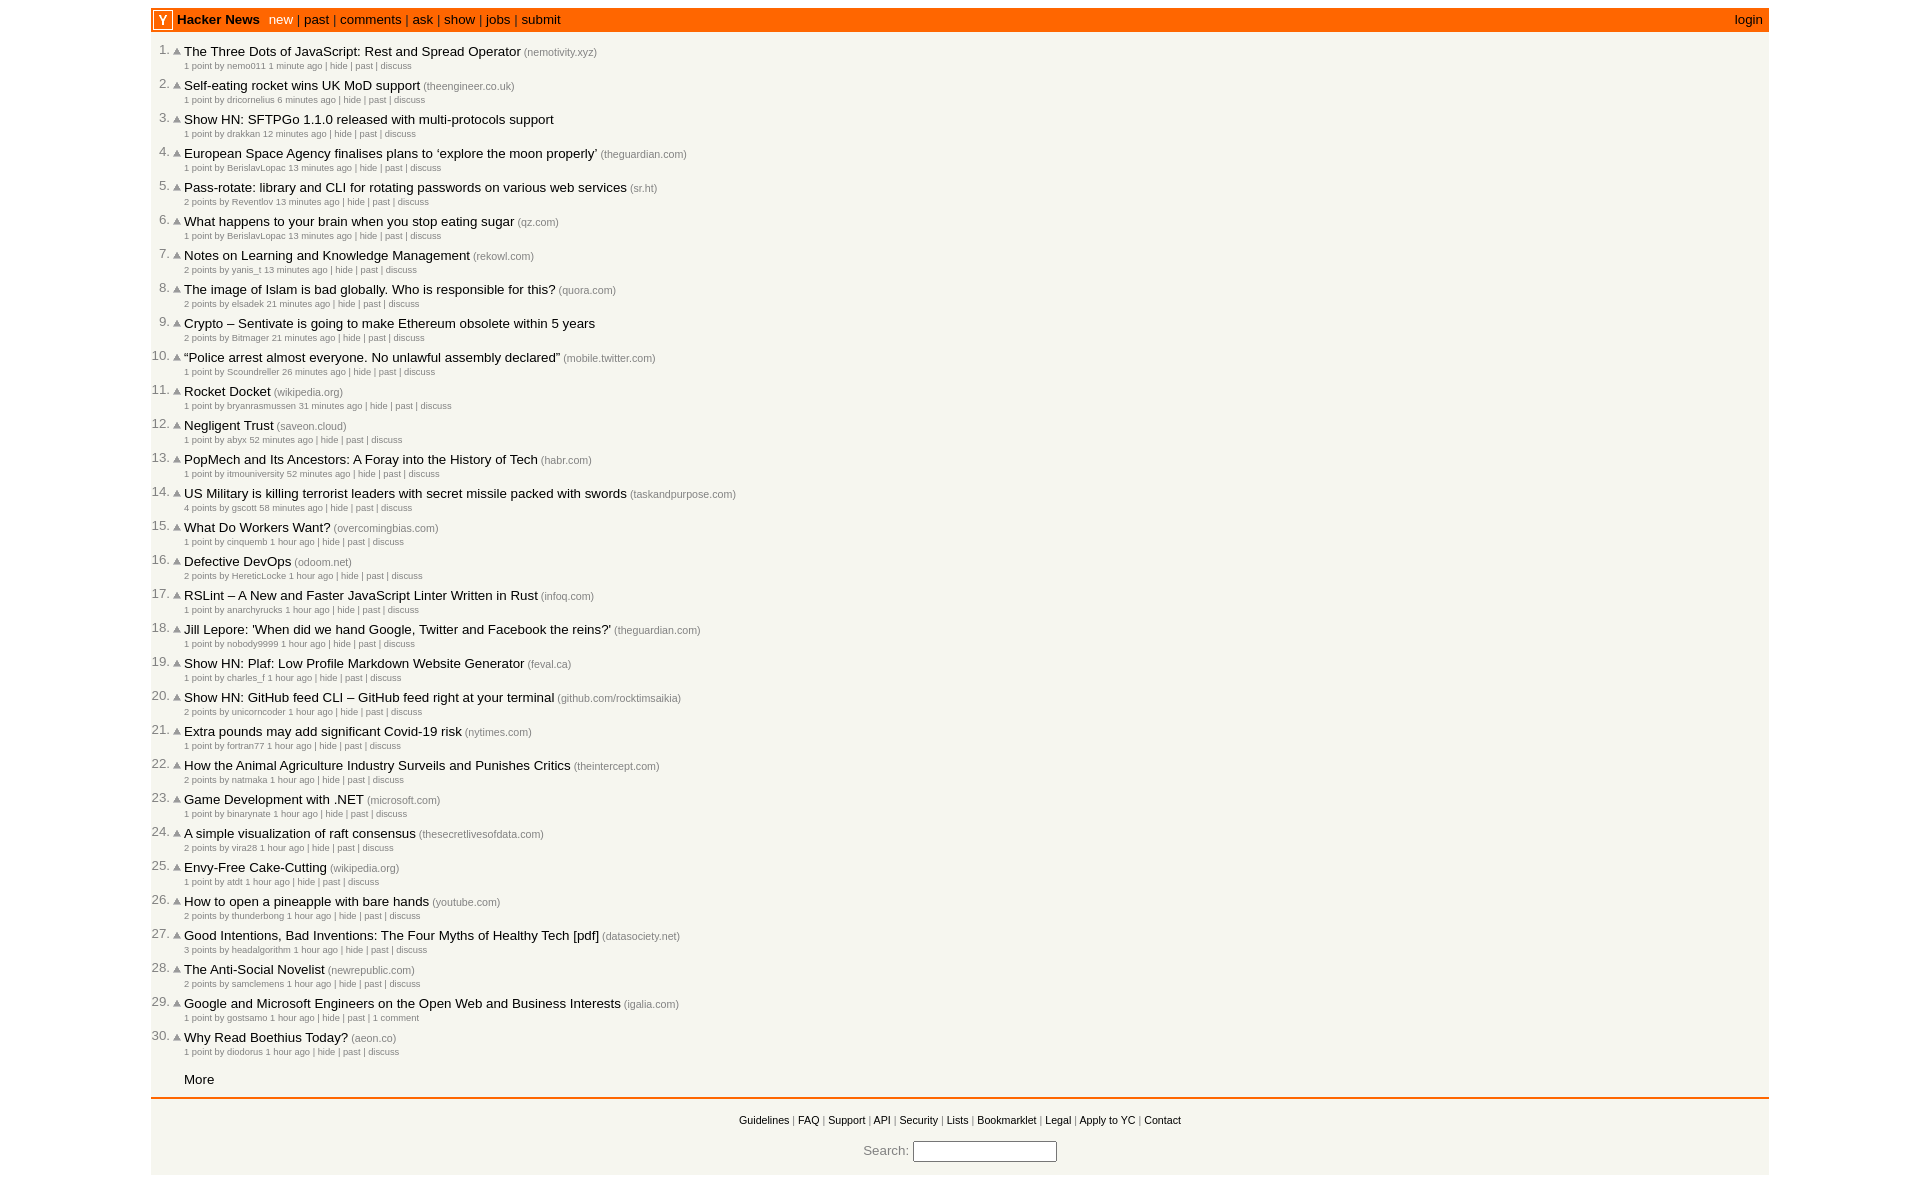 Y Hacker News new | past | comments | ask | show | jobs | submit login
1. The Three Dots of JavaScript: Rest and Spread Operator (nemotivity.xyz)
1 point by nemo011 1 minute ago | hide | past | discuss
2. Self-eating rocket wins UK MoD support (theengineer.co.uk)
1 point by dricornelius 6 minutes ago | hide | past | discuss
3. Show HN: SFTPGo 1.1.0 released with multi-protocols support
1 point by drakkan 12 minutes ago | hide | past | discuss
4. European Space Agency finalises plans to ‘explore the moon properly’ (theguardian.com)
1 point by BerislavLopac 13 minutes ago | hide | past | discuss
5. Pass-rotate: library and CLI for rotating passwords on various web services (sr.ht)
2 points by Reventlov 13 minutes ago | hide | past | discuss
6. What happens to your brain when you stop eating sugar (qz.com)
1 point by BerislavLopac 13 minutes ago | hide | past | discuss
7. Notes on Learning and Knowledge Management (rekowl.com)
2 points by yanis_t 13 minutes ago | hide | past | discuss
8. The image of Islam is bad globally. Who is responsible for this? (quora.com)
2 points by elsadek 21 minutes ago | hide | past | discuss
9. Crypto – Sentivate is going to make Ethereum obsolete within 5 years
2 points by Bitmager 21 minutes ago | hide | past | discuss
10. “Police arrest almost everyone. No unlawful assembly declared” (mobile.twitter.com)
1 point by Scoundreller 26 minutes ago | hide | past | discuss
11. Rocket Docket (wikipedia.org)
1 point by bryanrasmussen 31 minutes ago | hide | past | discuss
12. Negligent Trust (saveon.cloud)
1 point by abyx 52 minutes ago | hide | past | discuss
13. PopMech and Its Ancestors: A Foray into the History of Tech (habr.com)
1 point by itmouniversity 52 minutes ago | hide | past | discuss
14. US Military is killing terrorist leaders with secret missile packed with swords (taskandpurpose.com)
4 points by gscott 58 minutes ago | hide | past | discuss
15. What Do Workers Want? (overcomingbias.com)
1 point by cinquemb 1 hour ago | hide | past | discuss
16. Defective DevOps (odoom.net)
2 points by HereticLocke 1 hour ago | hide | past | discuss
17. RSLint – A New and Faster JavaScript Linter Written in Rust (infoq.com)
1 point by anarchyrucks 1 hour ago | hide | past | discuss
18. Jill Lepore: 'When did we hand Google, Twitter and Facebook the reins?' (theguardian.com)
1 point by nobody9999 1 hour ago | hide | past | discuss
19. Show HN: Plaf: Low Profile Markdown Website Generator (feval.ca)
1 point by charles_f 1 hour ago | hide | past | discuss
20. Show HN: GitHub feed CLI – GitHub feed right at your terminal (github.com/rocktimsaikia)
2 points by unicorncoder 1 hour ago | hide | past | discuss
21. Extra pounds may add significant Covid-19 risk (nytimes.com)
1 point by fortran77 1 hour ago | hide | past | discuss
22. How the Animal Agriculture Industry Surveils and Punishes Critics (theintercept.com)
2 points by natmaka 1 hour ago | hide | past | discuss
23. Game Development with .NET (microsoft.com)
1 point by binarynate 1 hour ago | hide | past | discuss
24. A simple visualization of raft consensus (thesecretlivesofdata.com)
2 points by vira28 1 hour ago | hide | past | discuss
25. Envy-Free Cake-Cutting (wikipedia.org)
1 point by atdt 1 hour ago | hide | past | discuss
26. How to open a pineapple with bare hands (youtube.com)
2 points by thunderbong 1 hour ago | hide | past | discuss
27. Good Intentions, Bad Inventions: The Four Myths of Healthy Tech [pdf] (datasociety.net)
3 points by headalgorithm 1 hour ago | hide | past | discuss
28. The Anti-Social Novelist (newrepublic.com)
2 points by samclemens 1 hour ago | hide | past | discuss
29. Google and Microsoft Engineers on the Open Web and Business Interests (igalia.com)
1 point by gostsamo 1 hour ago | hide | past | 1 comment
30. Why Read Boethius Today? (aeon.co)
1 point by diodorus 1 hour ago | hide | past | discuss
More
Guidelines | FAQ | Support | API | Security | Lists | Bookmarklet | Legal | Apply to YC | Contact
Search: